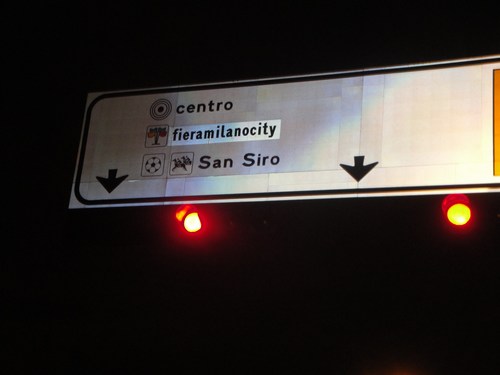 centro
fieramilanocity
San Siro